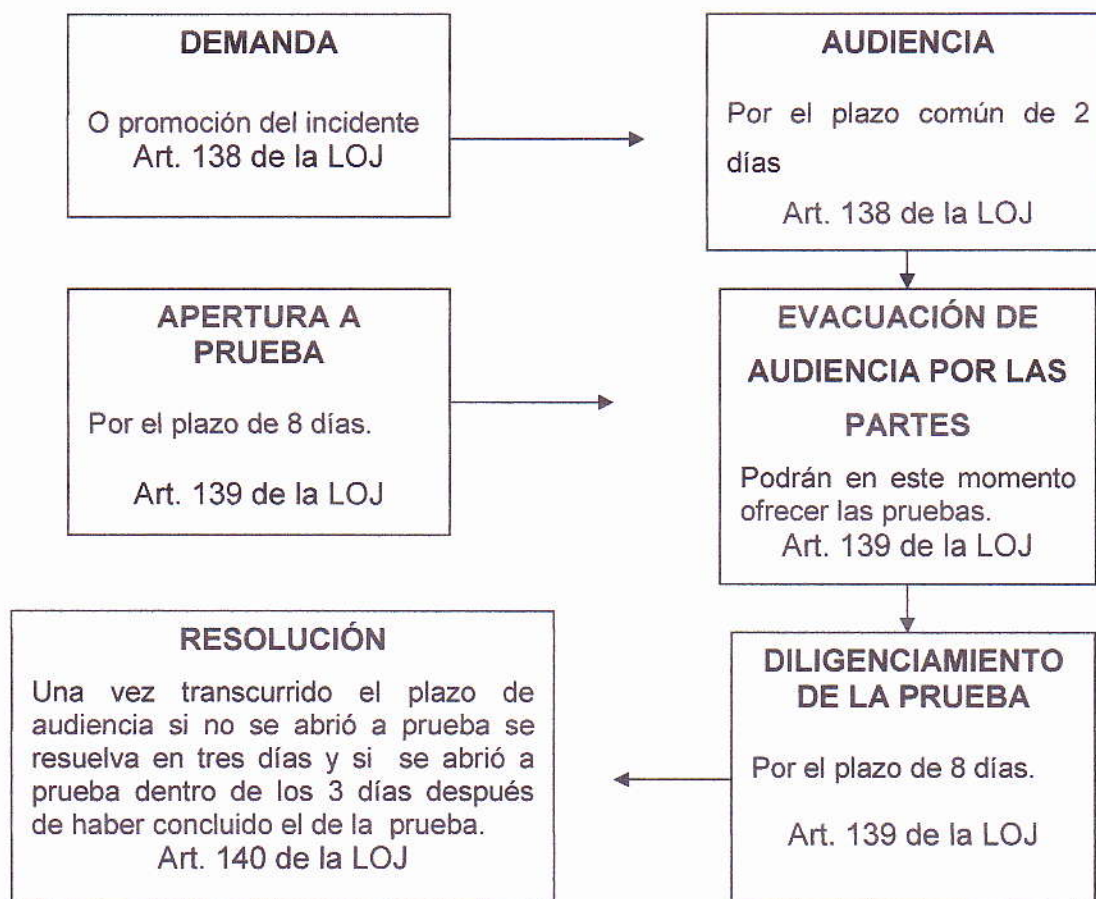 DEMANDA
O promoción del incidente
Art. 138 de la LOJ
AUDIENCIA
Por el plazo común de 2
días
Art. 138 de la LOJ
APERTURA A
PRUEBA
Por el plazo de 8 días.
Art. 139 de la LOJ
EVACUACIÓN DE
AUDIENCIA POR LAS
PARTES
Podrán en este momento
ofrecer las pruebas.
Art. 139 de la LOJ
RESOLUCIÓN
Una vez transcurrido el plazo de
audiencia si no se abrió a prueba se
resuelva en tres días y si se abrió a
prueba dentro de los 3 días después
de haber concluido el de la prueba.
Art. 140 de la LOJ
DILIGENCIAMIENTO
DE LA PRUEBA
Por el plazo de 8 días.
Art. 139 de la LOJ